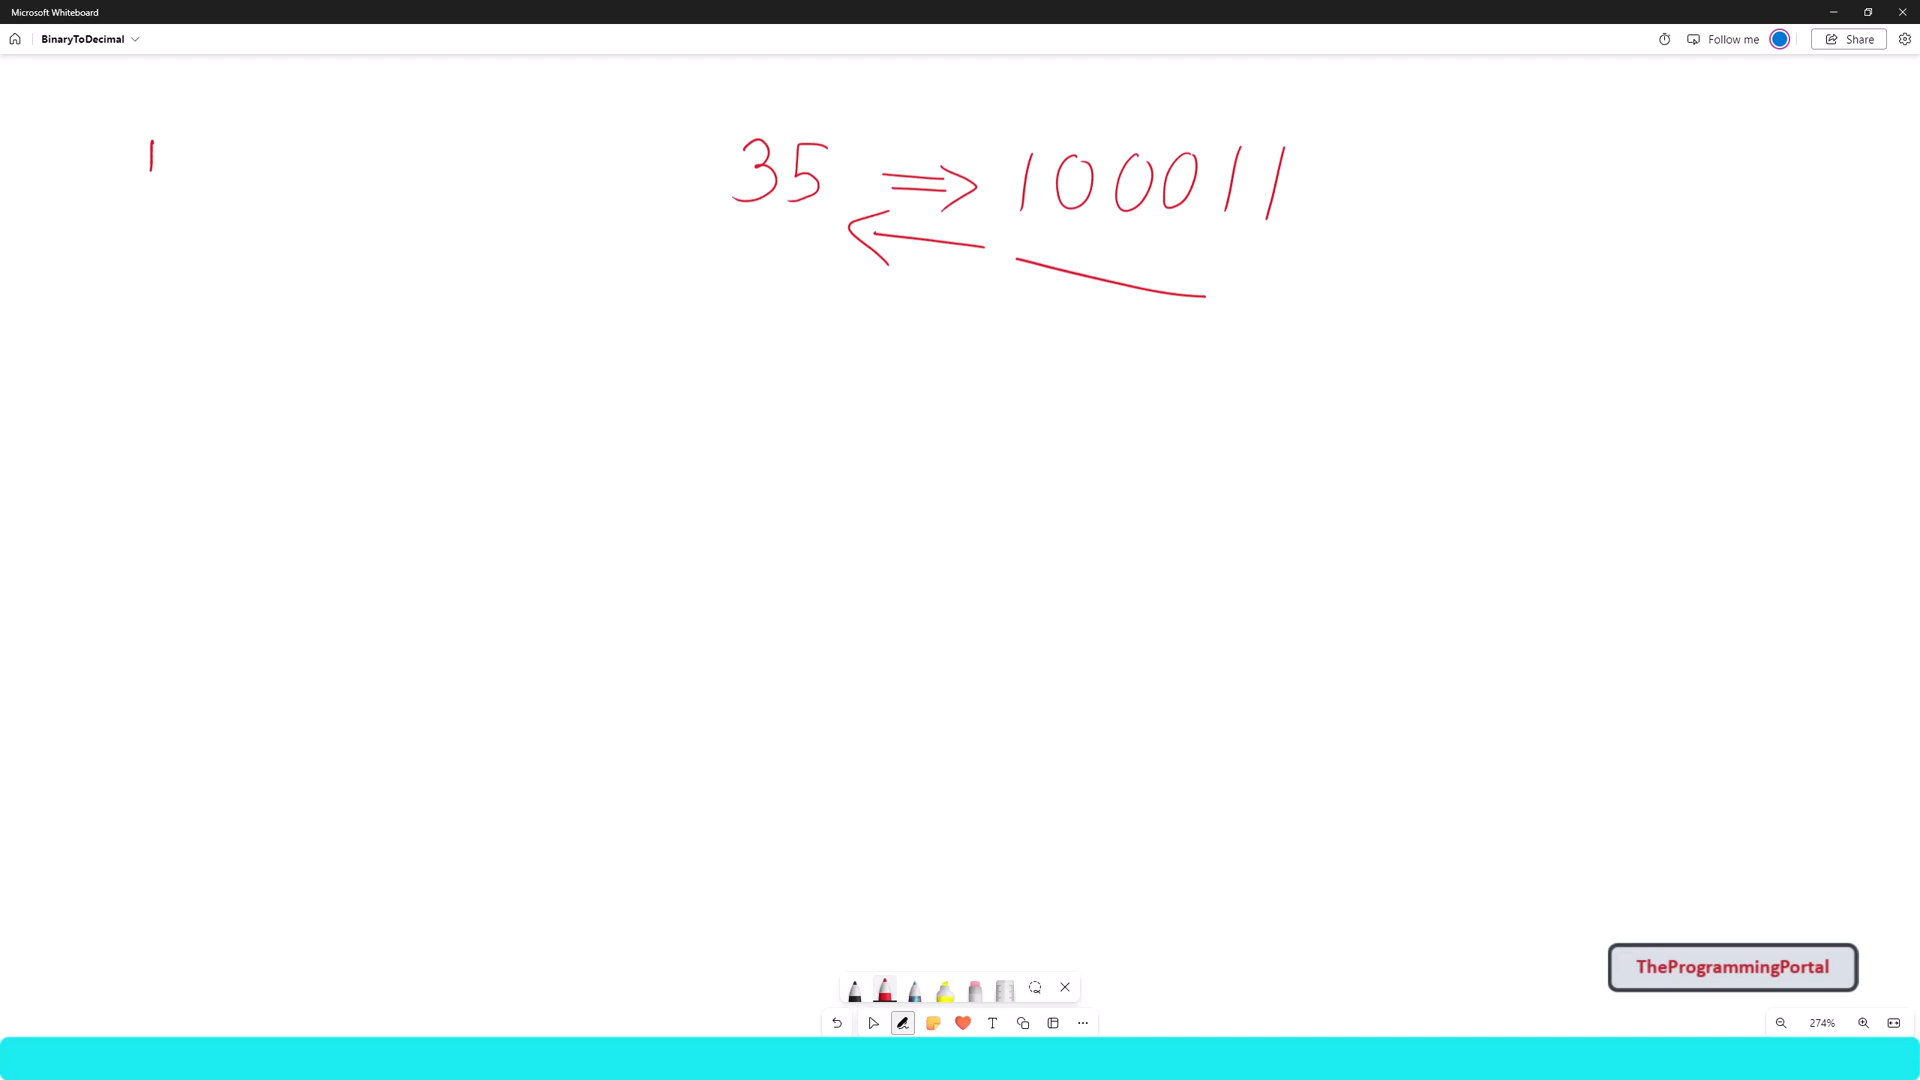 Microsoft Whiteboard
BinaryToDecimal
Follow me
Share
1
35 ⇒ 100011
TheProgrammingPortal
T
274%